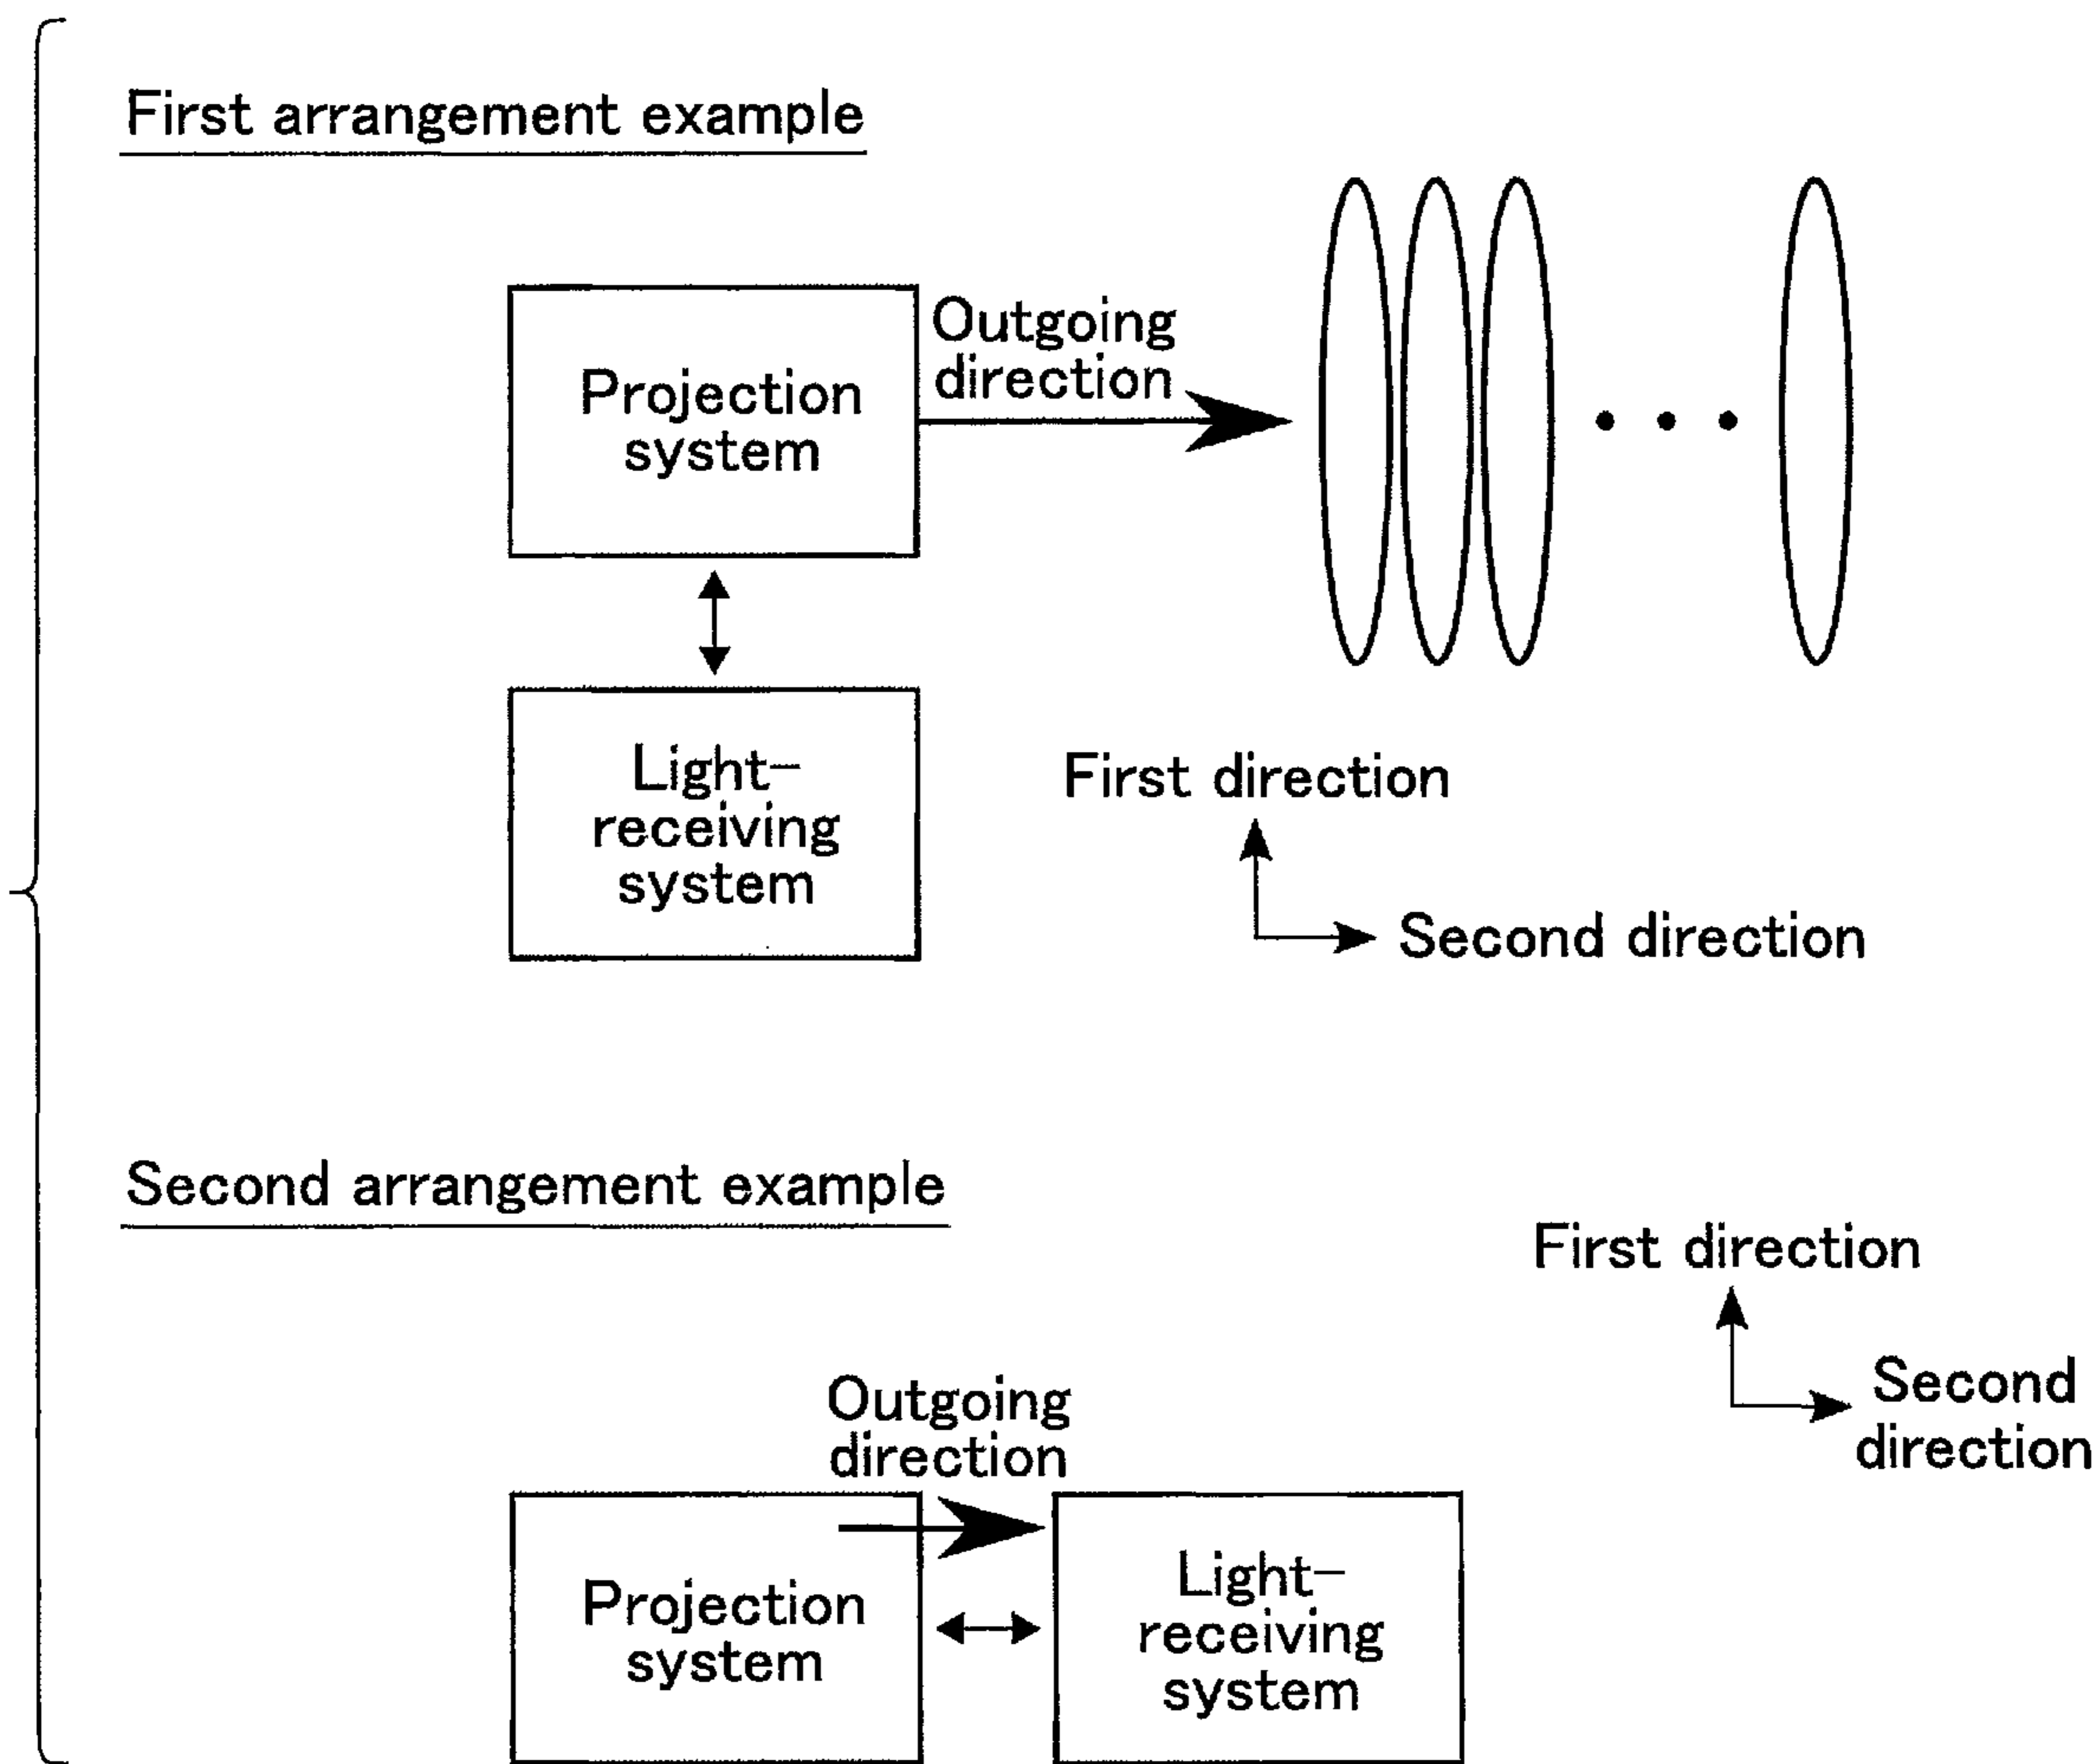 First arrangement example
Outgoing
direction
Projection
system
Light-
receiving
system
First direction
Second direction
Second arrangement example
First direction
Second
direction
Outgoing
direction
Projection
system
Light-
receiving
system